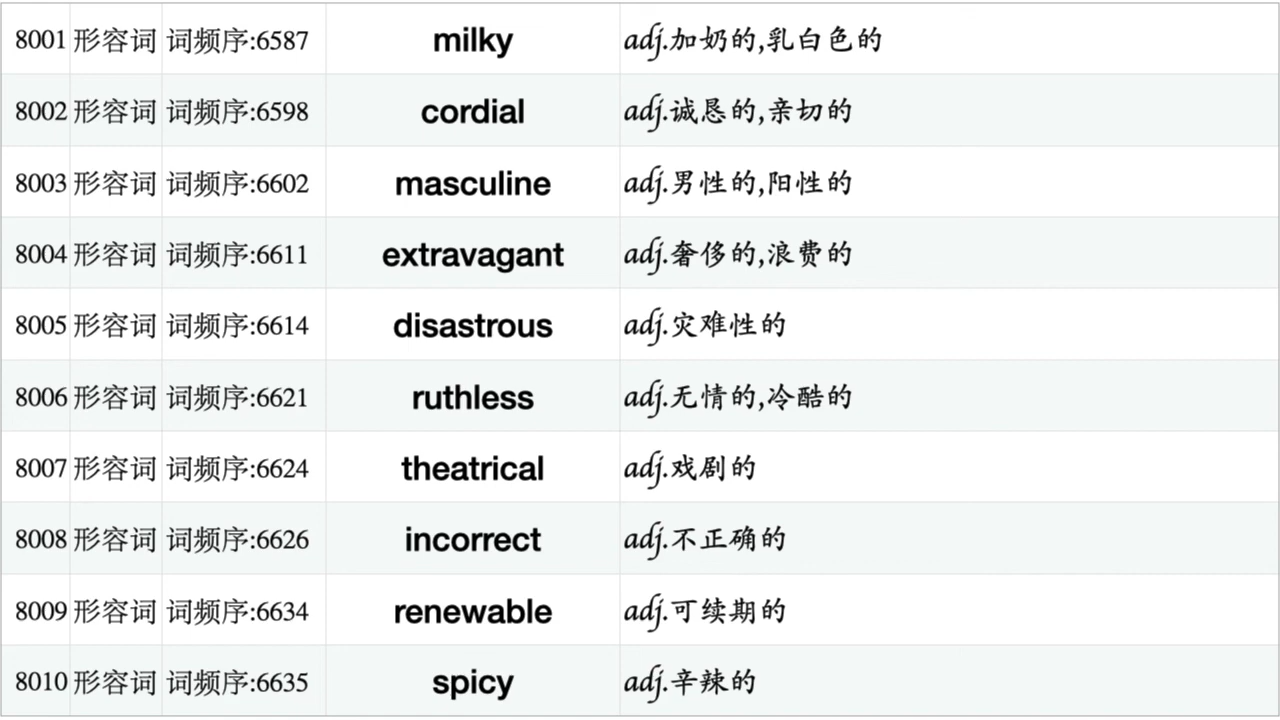 8001 形容词 词频序:6587 milky adj.加奶的,乳白色的
8002 形容词 词频序:6598 cordial adj.诚恳的,亲切的
8003 形容词 词频序:6602 masculine adj.男性的,阳性的
8004 形容词 词频序:6611 extravagant adj.奢侈的,浪费的
8005 形容词 词频序:6614 disastrous adj.灾难性的
8006 形容词 词频序:6621 ruthless adj.无情的,冷酷的
8007 形容词 词频序:6624 theatrical adj.戏剧的
8008 形容词 词频序:6626 incorrect adj.不正确的
8009 形容词 词频序:6634 renewable adj.可续期的
8010 形容词 词频序:6635 spicy adj.辛辣的